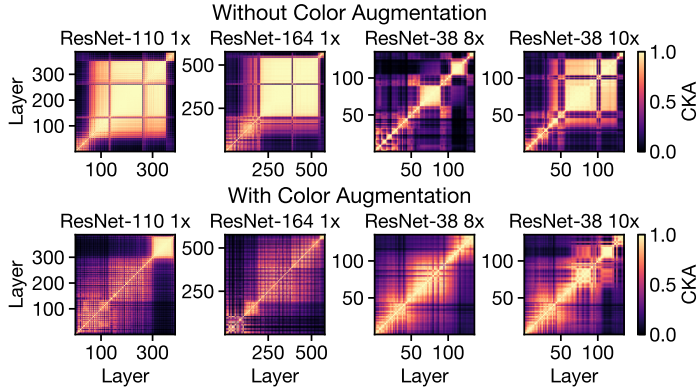 Without Color Augmentation
ResNet-110 1x ResNet-164 1x ResNet-38 8x ResNet-38 10x
Layer
300
200
100
100 300
500
250
250 500
100
50
50 100
100
50
50 100
1.0
0.5
0.0
CKA
With Color Augmentation
ResNet-110 1x ResNet-164 1x ResNet-38 8x ResNet-38 10x
Layer
300
200
100
100 300
Layer
500
250
250 500
Layer
100
50
50 100
Layer
100
50
50 100
Layer
1.0
0.5
0.0
CKA